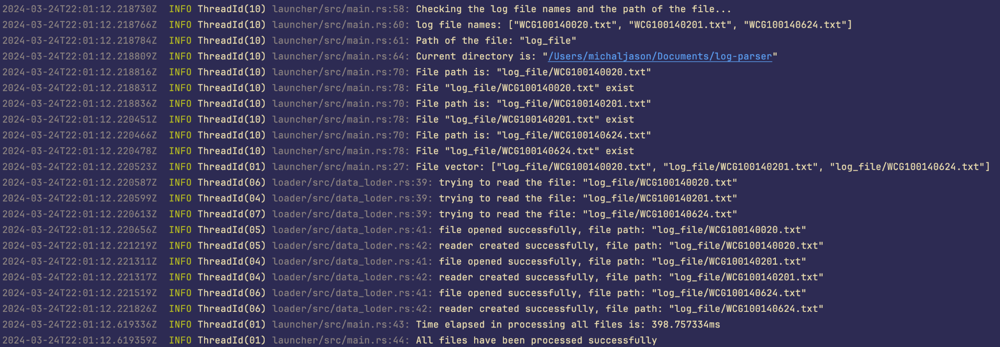 2024-03-24T22:01:12.218730Z  INFO ThreadId(10) launcher/src/main.rs:58: Checking the log file names and the path of the file...
2024-03-24T22:01:12.218766Z  INFO ThreadId(10) launcher/src/main.rs:60: log file names: ["WCG100140020.txt", "WCG100140201.txt", "WCG100140624.txt"]
2024-03-24T22:01:12.218784Z  INFO ThreadId(10) launcher/src/main.rs:61: Path of the file: "log_file"
2024-03-24T22:01:12.218809Z  INFO ThreadId(10) launcher/src/main.rs:64: Current directory is: "/Users/michaljason/Documents/log-parser"
2024-03-24T22:01:12.218816Z  INFO ThreadId(10) launcher/src/main.rs:70: File path is: "log_file/WCG100140020.txt"
2024-03-24T22:01:12.218831Z  INFO ThreadId(10) launcher/src/main.rs:78: File "log_file/WCG100140020.txt" exist
2024-03-24T22:01:12.218836Z  INFO ThreadId(10) launcher/src/main.rs:70: File path is: "log_file/WCG100140201.txt"
2024-03-24T22:01:12.220451Z  INFO ThreadId(10) launcher/src/main.rs:78: File "log_file/WCG100140201.txt" exist
2024-03-24T22:01:12.220466Z  INFO ThreadId(10) launcher/src/main.rs:70: File path is: "log_file/WCG100140624.txt"
2024-03-24T22:01:12.220478Z  INFO ThreadId(10) launcher/src/main.rs:78: File "log_file/WCG100140624.txt" exist
2024-03-24T22:01:12.220523Z  INFO ThreadId(01) launcher/src/main.rs:27: File vector: ["log_file/WCG100140020.txt", "log_file/WCG100140201.txt", "log_file/WCG100140624.txt"]
2024-03-24T22:01:12.220587Z  INFO ThreadId(06) loader/src/data_loder.rs:39: trying to read the file: "log_file/WCG100140020.txt"
2024-03-24T22:01:12.220599Z  INFO ThreadId(04) loader/src/data_loder.rs:39: trying to read the file: "log_file/WCG100140201.txt"
2024-03-24T22:01:12.220613Z  INFO ThreadId(07) loader/src/data_loder.rs:39: trying to read the file: "log_file/WCG100140624.txt"
2024-03-24T22:01:12.220656Z  INFO ThreadId(05) loader/src/data_loder.rs:41: file opened successfully, file path: "log_file/WCG100140020.txt"
2024-03-24T22:01:12.221219Z  INFO ThreadId(05) loader/src/data_loder.rs:42: reader created successfully, file path: "log_file/WCG100140020.txt"
2024-03-24T22:01:12.221311Z  INFO ThreadId(04) loader/src/data_loder.rs:41: file opened successfully, file path: "log_file/WCG100140201.txt"
2024-03-24T22:01:12.221317Z  INFO ThreadId(04) loader/src/data_loder.rs:42: reader created successfully, file path: "log_file/WCG100140201.txt"
2024-03-24T22:01:12.221519Z  INFO ThreadId(06) loader/src/data_loder.rs:41: file opened successfully, file path: "log_file/WCG100140624.txt"
2024-03-24T22:01:12.221826Z  INFO ThreadId(06) loader/src/data_loder.rs:42: reader created successfully, file path: "log_file/WCG100140624.txt"
2024-03-24T22:01:12.619336Z  INFO ThreadId(01) launcher/src/main.rs:43: Time elapsed in processing all files is: 398.757334ms
2024-03-24T22:01:12.619359Z  INFO ThreadId(01) launcher/src/main.rs:44: All files have been processed successfully